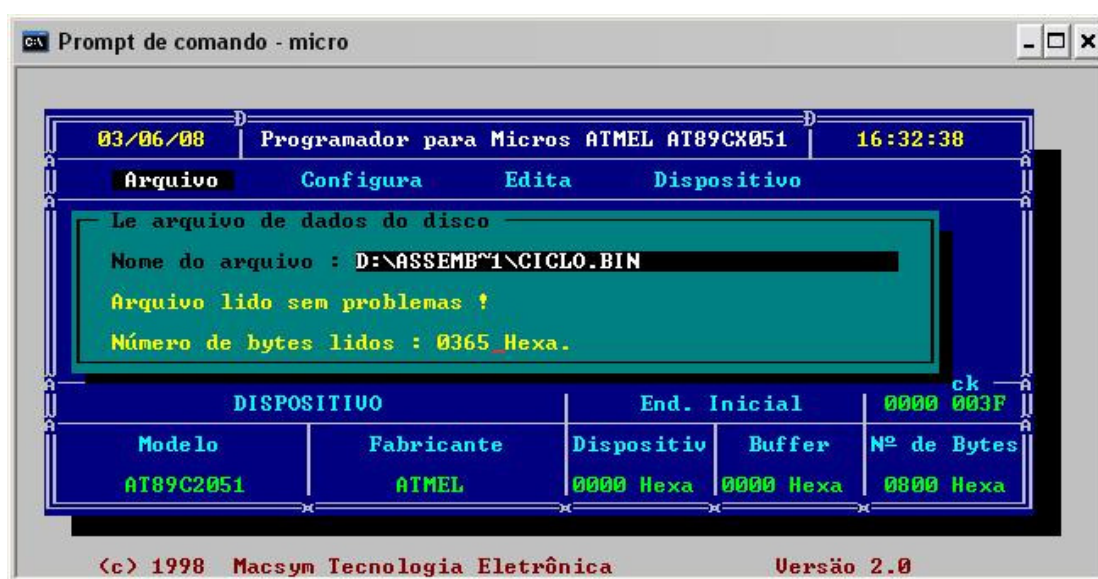 Prompt de comando - micro
03/06/08 Programador para Micros ATMEL AT89CX051 16:32:38
Arquivo Configura Edita Dispositivo
Le arquivo de dados do disco
Nome do arquivo : D:\ASSEMB~1\CICLO.BIN
Arquivo lido sem problemas !
Número de bytes lidos : 0365_Hexa.
ck
DISPOSITIVO End. Inicial 0000 003F
Modelo Fabricante Dispositiv Buffer Nº de Bytes
AT89C2051 ATMEL 0000 Hexa 0000 Hexa 0800 Hexa
(c) 1998 Macsym Tecnologia Eletrônica Versäo 2.0